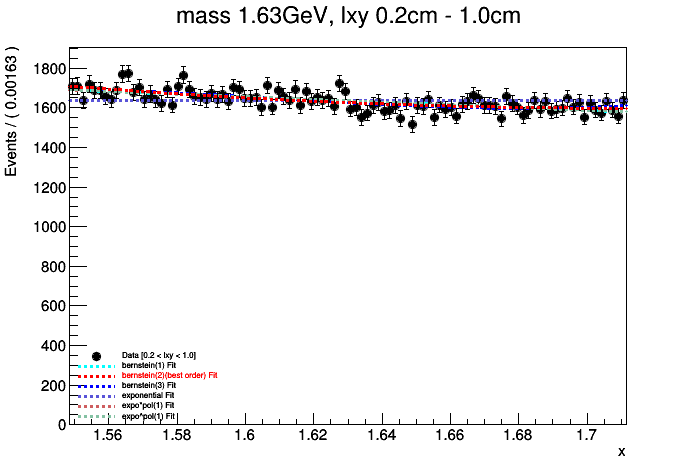 mass 1.63GeV, lxy 0.2cm - 1.0cm
Events / ( 0.00163 )
1800
1600
1400
1200
1000
800
600
400
200
0
Data [0.2 < lxy < 1.0]
bernstein(1) Fit
bernstein(2)(best order) Fit
bernstein(3) Fit
exponential Fit
expo*pol(1) Fit
expo^pol(1) Fit
1.56 1.58 1.6 1.62 1.64 1.66 1.68 1.7
x